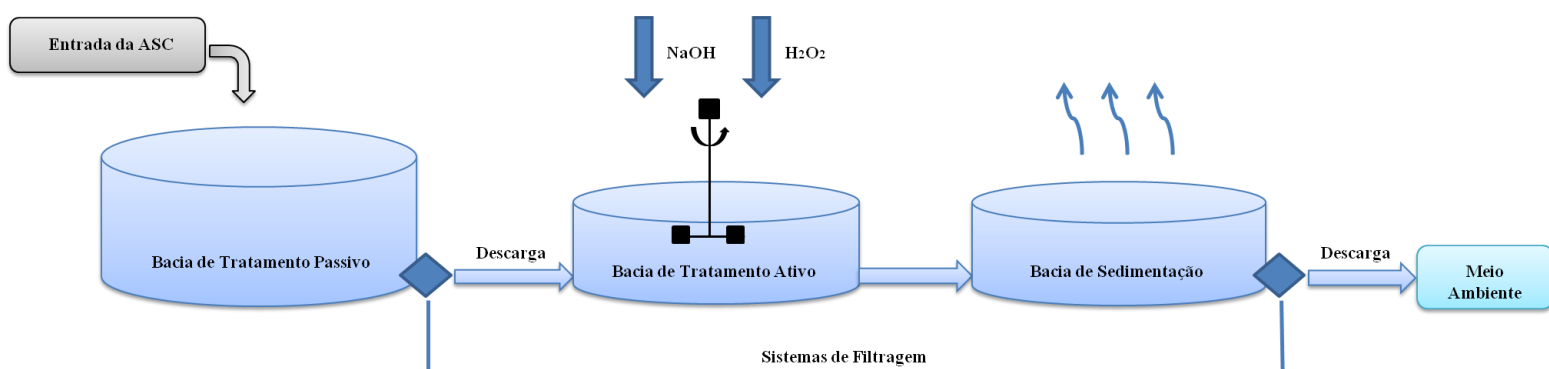 Entrada da ASC
NaOH
H₂O₂
Bacia de Tratamento Passivo
Descarga
Bacia de Tratamento Ativo
Bacia de Sedimentação
Descarga
Meio
Ambiente
Sistemas de Filtragem